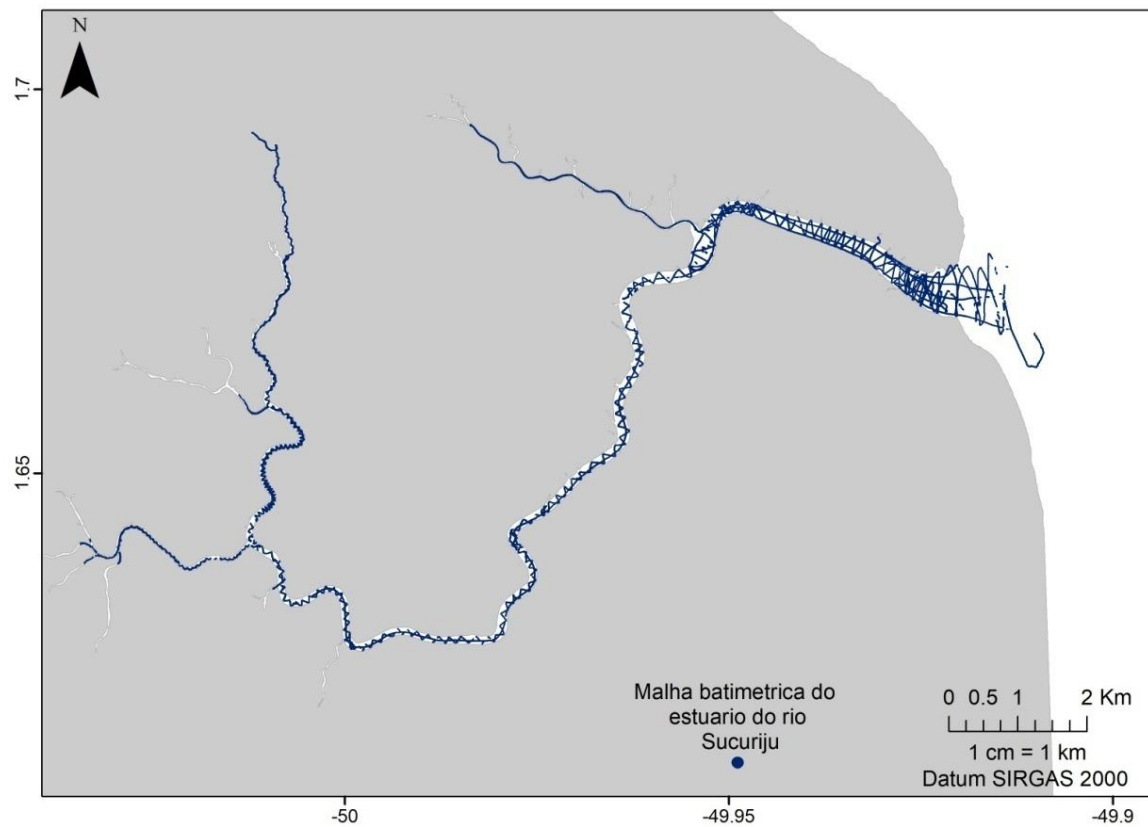 N
1.7
1.65
Malha batimetrica do
estuario do rio
Sucuriju
0 0.5 1 2 Km
1 cm = 1 km
Datum SIRGAS 2000
-50 -49.95 -49.9